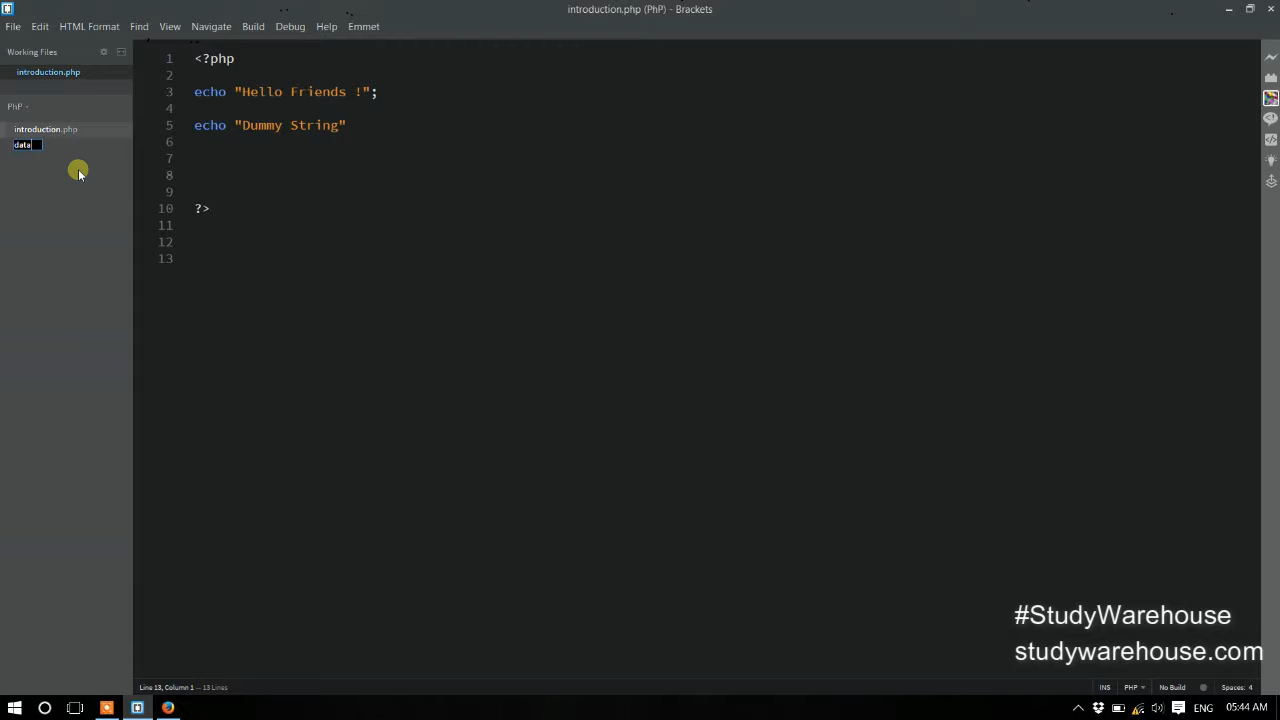 introduction.php (PhP) - Brackets
File Edit HTML Format Find View Navigate Build Debug Help Emmet
Working Files
introduction.php
PhP
introduction.php
data
1 <?php
2
3 echo "Hello Friends !";
4
5 echo "Dummy String"
6
7
8
9
10 ?>
11
12
13
#StudyWarehouse
studywarehouse.com
Line 13, Column 1 — 13 Lines
INS PHP No Build Spaces: 4
ENG 05:44 AM